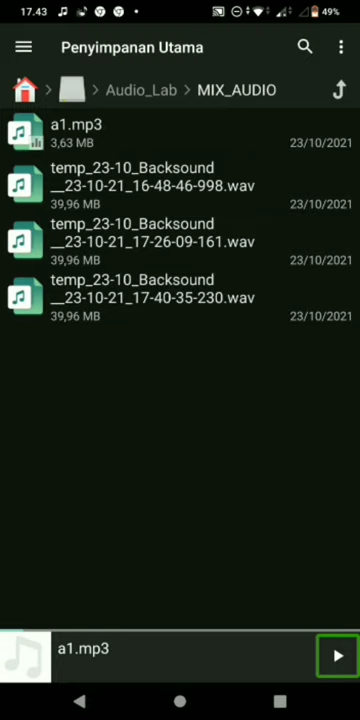 17.43
49%
Penyimpanan Utama
Audio_Lab > MIX_AUDIO
a1.mp3
3,63 MB
23/10/2021
temp_23-10_Backsound
__23-10-21_16-48-46-998.wav
39,96 MB
23/10/2021
temp_23-10_Backsound
__23-10-21_17-26-09-161.wav
39,96 MB
23/10/2021
temp_23-10_Backsound
__23-10-21_17-40-35-230.wav
39,96 MB
23/10/2021
a1.mp3